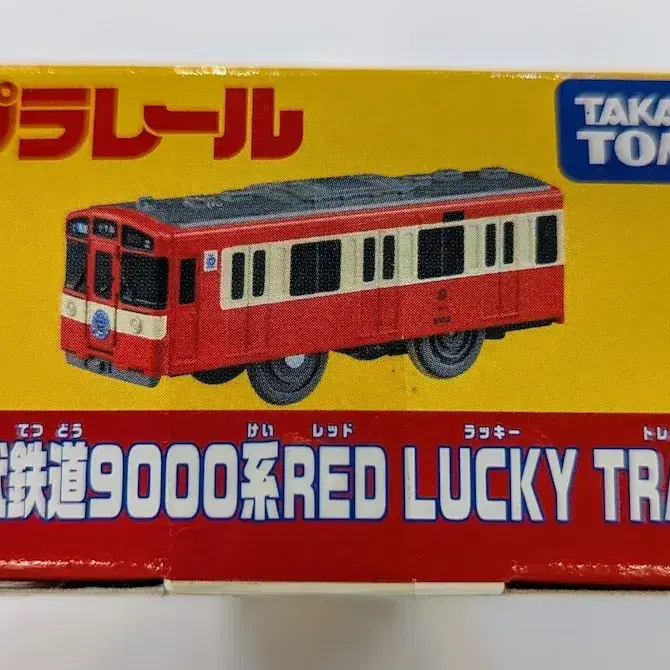 プラレール
TAKA
TOM
てつ どう けい レッド ラッキー トレ
武鉄道9000系RED LUCKY TRA